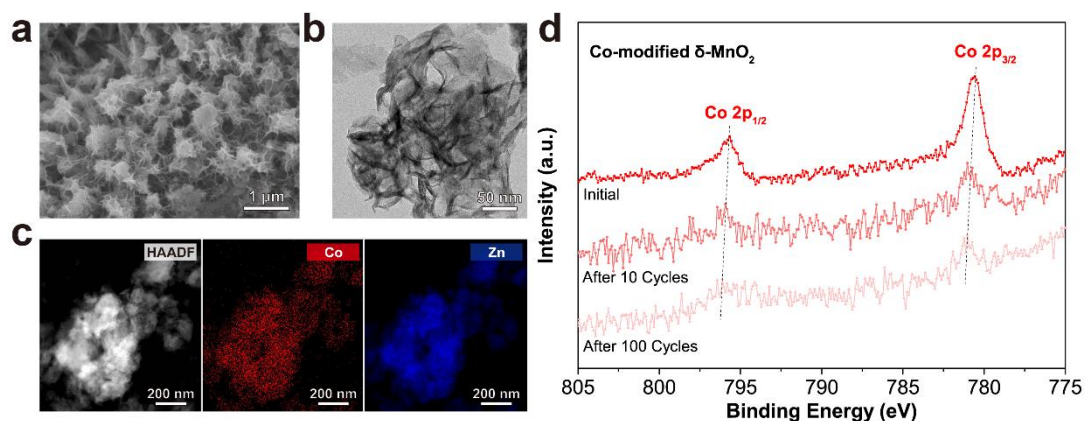 a
1 μm
b
50 nm
c
HAADF
200 nm
Co
200 nm
Zn
200 nm
d
Co-modified δ-MnO₂
Co 2p₁/₂
Co 2p₃/₂
Initial
After 10 Cycles
After 100 Cycles
Intensity (a.u.)
805 800 795 790 785 780 775
Binding Energy (eV)